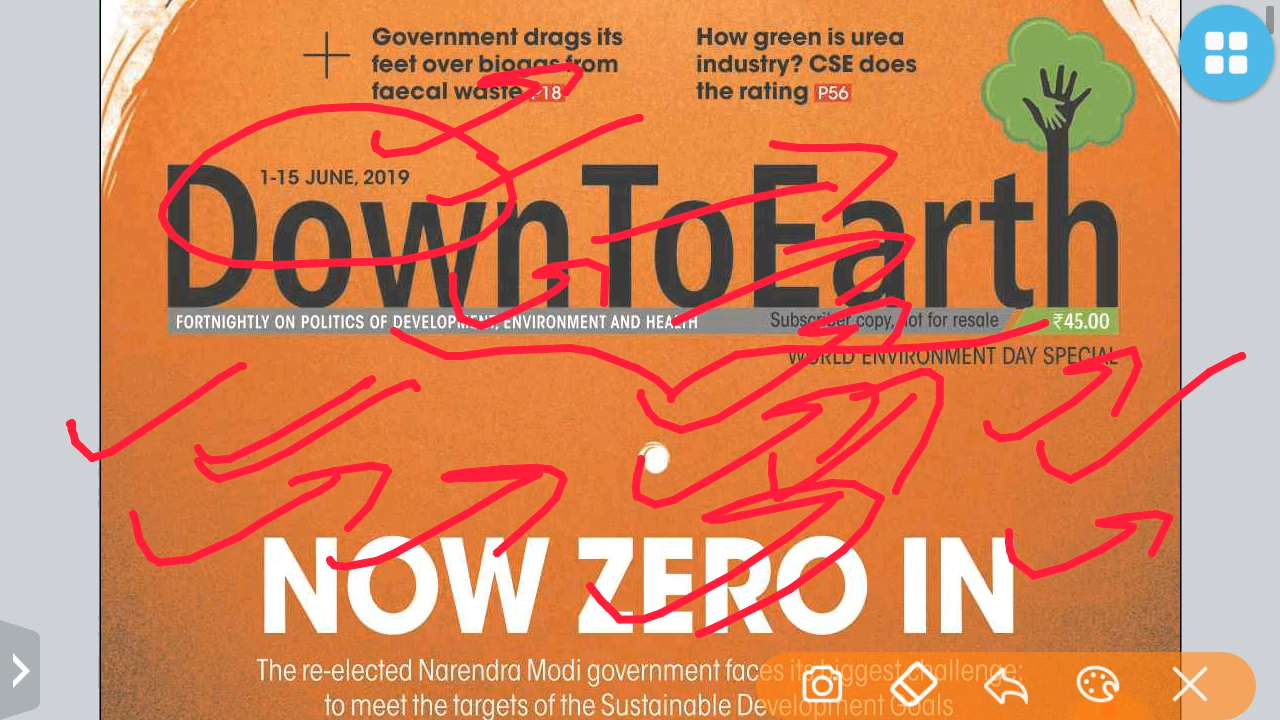 Government drags its
feet over biogas from
faecal waste P18
How green is urea
industry? CSE does
the rating P56
1-15 JUNE, 2019
DownToEarth
FORTNIGHTLY ON POLITICS OF DEVELOPMENT, ENVIRONMENT AND HEALTH
Subscriber copy, not for resale
₹45.00
WORLD ENVIRONMENT DAY SPECIAL
NOW ZERO IN
The re-elected Narendra Modi government faces its biggest challenge:
to meet the targets of the Sustainable Development Goals